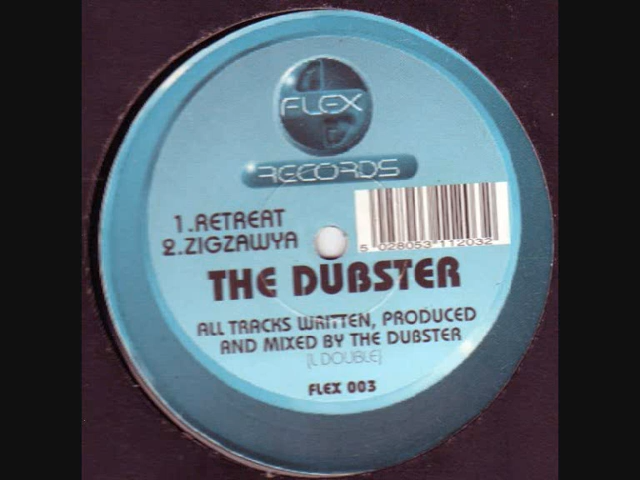 FLEX
RECORDS
1.RETREAT
2.ZIGZAWYA
5 028053 112032
THE DUBSTER
ALL TRACKS WRITTEN, PRODUCED
AND MIXED BY THE DUBSTER
[L DOUBLE]
FLEX 003